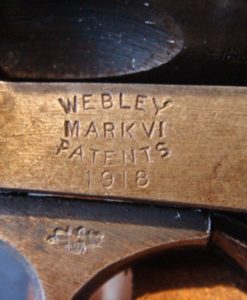 WEBLEY
MARK VI
PATENTS
1918